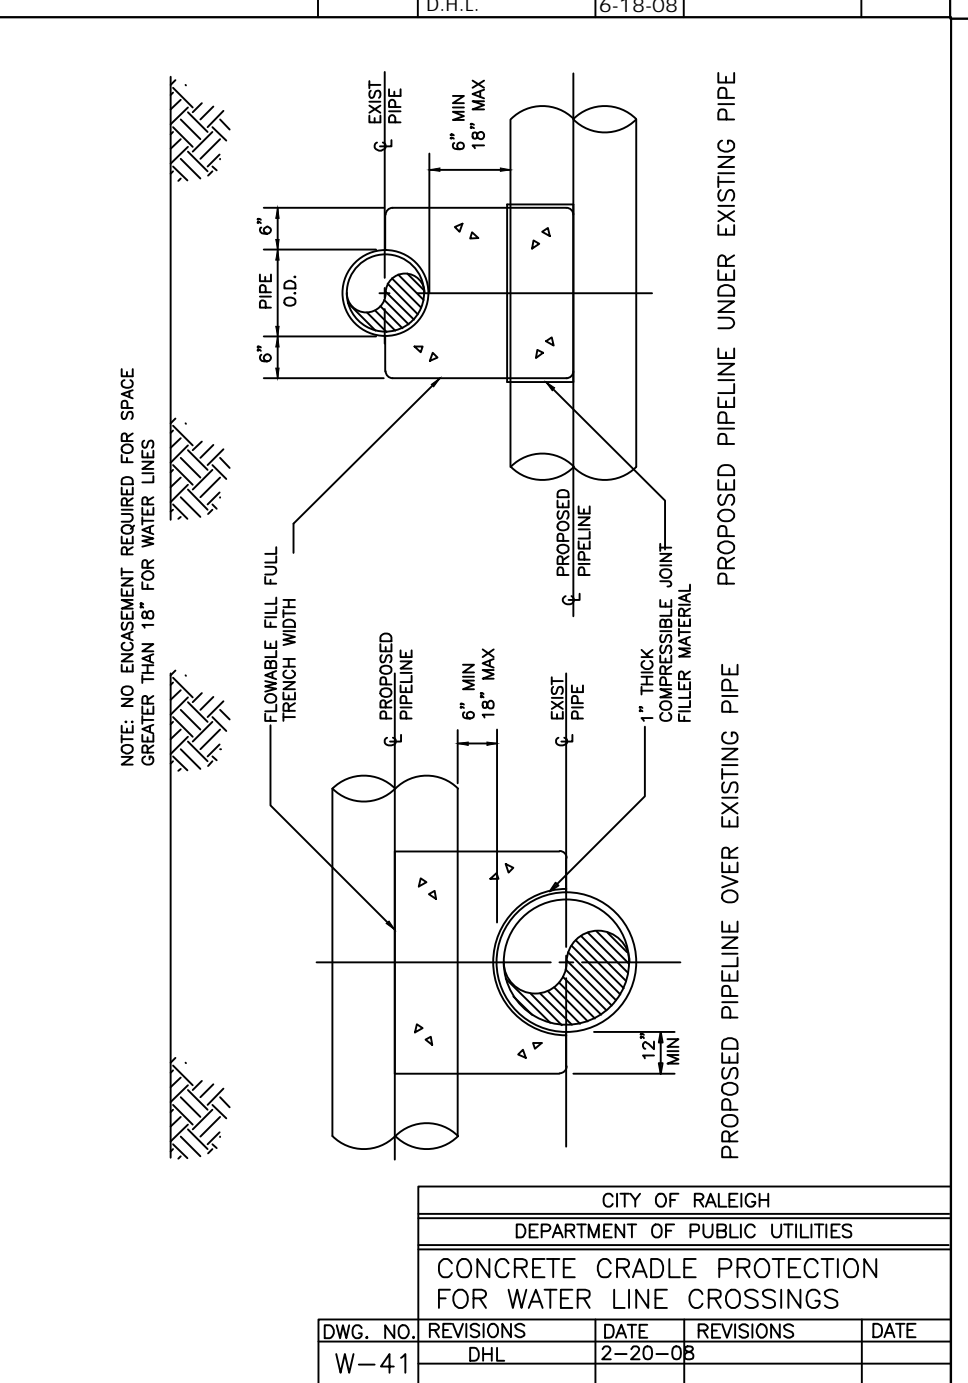 D.H.L. 6-18-08
NOTE: NO ENCASEMENT REQUIRED FOR SPACE
GREATER THAN 18" FOR WATER LINES
FLOWABLE FILL FULL
TRENCH WIDTH
℄ PROPOSED
PIPELINE
6" MIN
18" MAX
℄ EXIST
PIPE
1" THICK
COMPRESSIBLE JOINT
FILLER MATERIAL
12"
MIN
PROPOSED PIPELINE OVER EXISTING PIPE
6"
PIPE
O.D.
6"
℄ EXIST
PIPE
6" MIN
18" MAX
℄ PROPOSED
PIPELINE
PROPOSED PIPELINE UNDER EXISTING PIPE
CITY OF RALEIGH
DEPARTMENT OF PUBLIC UTILITIES
CONCRETE CRADLE PROTECTION
FOR WATER LINE CROSSINGS
DWG. NO. REVISIONS DATE REVISIONS DATE
W-41 DHL 2-20-08